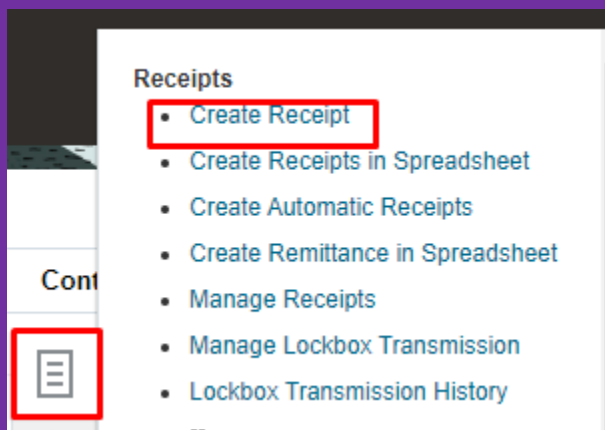 Receipts
Create Receipt
Create Receipts in Spreadsheet
Create Automatic Receipts
Create Remittance in Spreadsheet
Cont
Manage Receipts
Manage Lockbox Transmission
Lockbox Transmission History